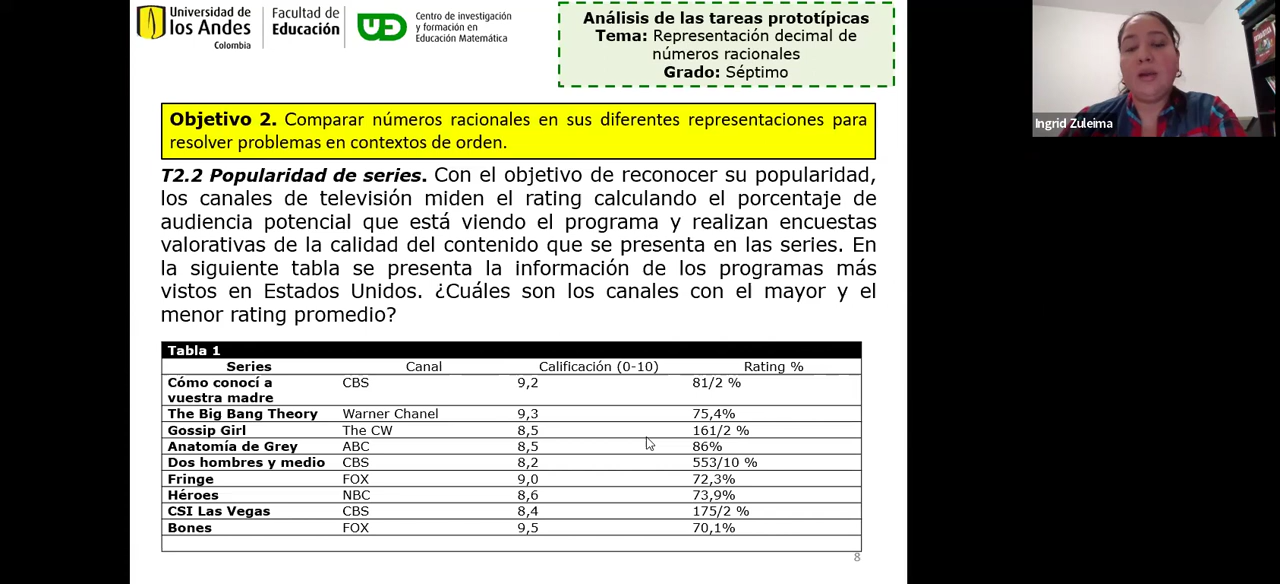 Universidad de
los Andes
Colombia
Facultad de
Educación
Centro de investigación
y formación en
Educación Matemática
Análisis de las tareas prototípicas
Tema: Representación decimal de
números racionales
Grado: Séptimo
Ingrid Zuleima
Objetivo 2. Comparar números racionales en sus diferentes representaciones para
resolver problemas en contextos de orden.
T2.2 Popularidad de series. Con el objetivo de reconocer su popularidad,
los canales de televisión miden el rating calculando el porcentaje de
audiencia potencial que está viendo el programa y realizan encuestas
valorativas de la calidad del contenido que se presenta en las series. En
la siguiente tabla se presenta la información de los programas más
vistos en Estados Unidos. ¿Cuáles son los canales con el mayor y el
menor rating promedio?
Tabla 1
Series Canal Calificación (0-10) Rating %
Cómo conocí a CBS 9,2 81/2 %
vuestra madre
The Big Bang Theory Warner Chanel 9,3 75,4%
Gossip Girl The CW 8,5 161/2 %
Anatomía de Grey ABC 8,5 86%
Dos hombres y medio CBS 8,2 553/10 %
Fringe FOX 9,0 72,3%
Héroes NBC 8,6 73,9%
CSI Las Vegas CBS 8,4 175/2 %
Bones FOX 9,5 70,1%
8